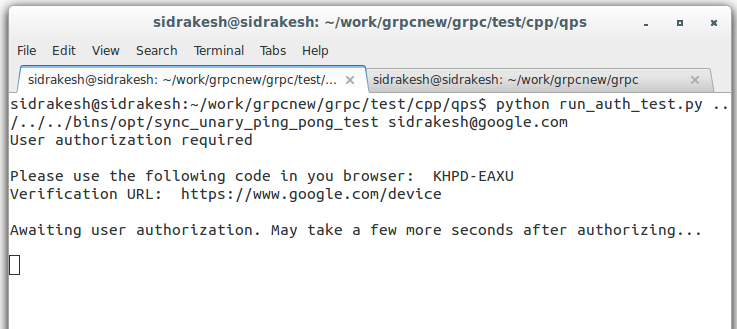 sidrakesh@sidrakesh: ~/work/grpcnew/grpc/test/cpp/qps
File Edit View Search Terminal Tabs Help
sidrakesh@sidrakesh: ~/work/grpcnew/grpc/test/... sidrakesh@sidrakesh: ~/work/grpcnew/grpc
sidrakesh@sidrakesh:~/work/grpcnew/grpc/test/cpp/qps$ python run_auth_test.py ..
/../../bins/opt/sync_unary_ping_pong_test sidrakesh@google.com
User authorization required
Please use the following code in you browser:  KHPD-EAXU
Verification URL:  https://www.google.com/device
Awaiting user authorization. May take a few more seconds after authorizing...